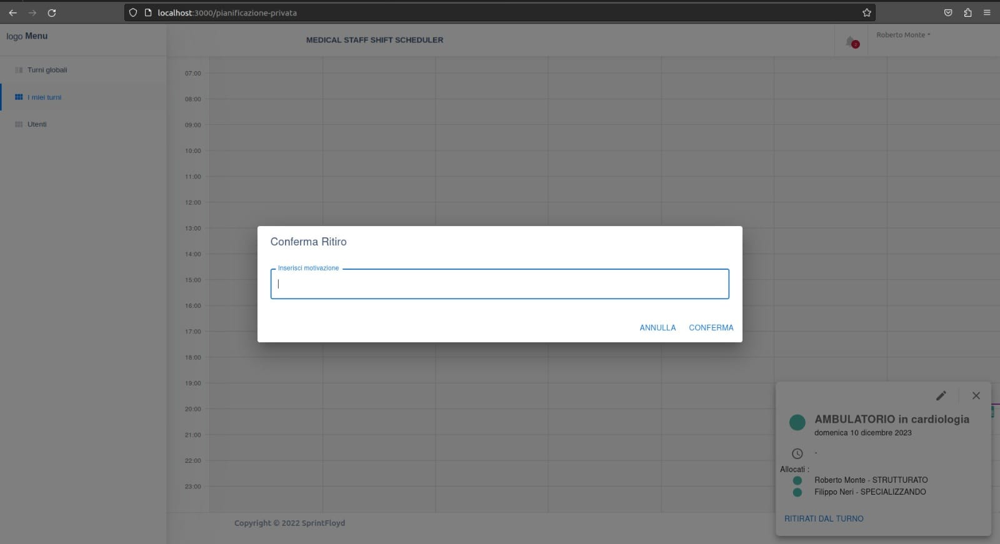 localhost:3000/pianificazione-privata
logo Menu
MEDICAL STAFF SHIFT SCHEDULER
2
Roberto Monte
Turni globali
I miei turni
Utenti
07:00
08:00
09:00
10:00
11:00
12:00
13:00
14:00
15:00
16:00
17:00
18:00
19:00
20:00
21:00
22:00
23:00
Conferma Ritiro
Inserisci motivazione
ANNULLA CONFERMA
AMBULATORIO in cardiologia
domenica 10 dicembre 2023
-
Allocati :
Roberto Monte - STRUTTURATO
Filippo Neri - SPECIALIZZANDO
RITIRATI DAL TURNO
Copyright © 2022 SprintFloyd